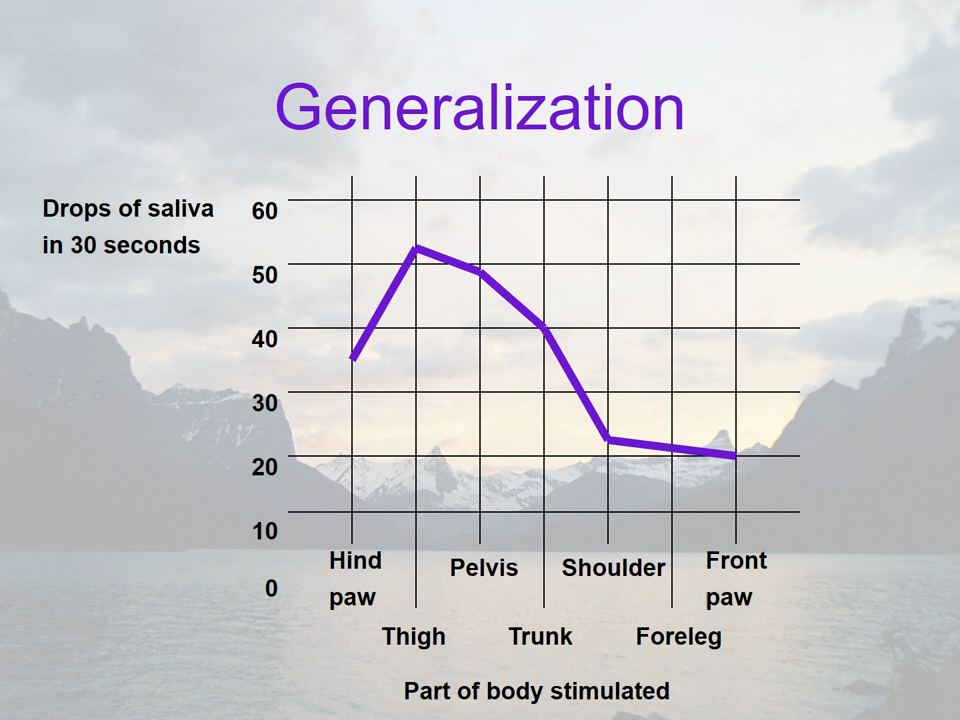 Generalization
Drops of saliva
in 30 seconds
60
50
40
30
20
10
0
Hind
paw
Thigh
Pelvis
Trunk
Shoulder
Foreleg
Front
paw
Part of body stimulated